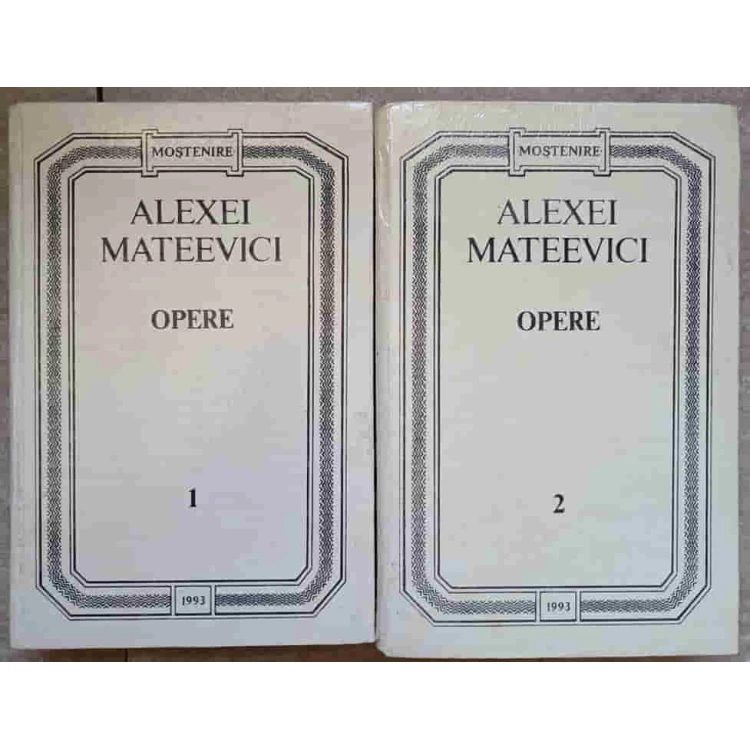 MOȘTENIRE
ALEXEI
MATEEVICI
OPERE
1
1993
MOȘTENIRE
ALEXEI
MATEEVICI
OPERE
2
1993